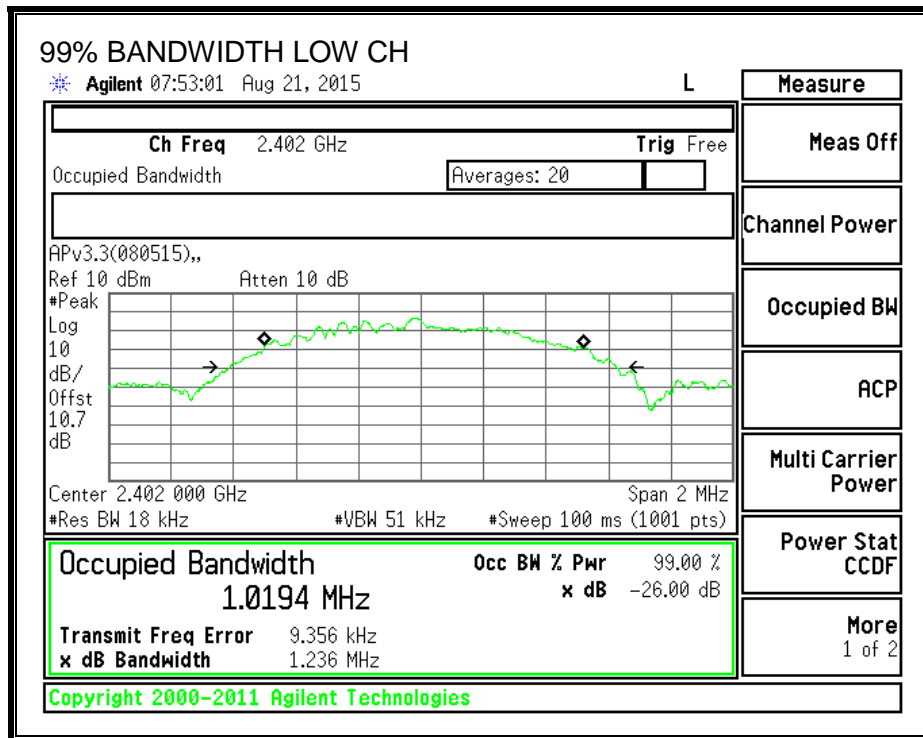 99% BANDWIDTH LOW CH
Agilent 07:53:01 Aug 21, 2015 L
Measure
Ch Freq 2.402 GHz Trig Free
Occupied Bandwidth Averages: 20
APv3.3(080515),,
Ref 10 dBm Atten 10 dB
#Peak
Log
10
dB/
Offst
10.7
dB
Center 2.402 000 GHz Span 2 MHz
#Res BW 18 kHz #VBW 51 kHz #Sweep 100 ms (1001 pts)
Occupied Bandwidth
1.0194 MHz
Occ BW % Pwr 99.00 %
x dB -26.00 dB
Transmit Freq Error 9.356 kHz
x dB Bandwidth 1.236 MHz
Copyright 2000-2011 Agilent Technologies
Meas Off
Channel Power
Occupied BW
ACP
Multi Carrier
Power
Power Stat
CCDF
More
1 of 2